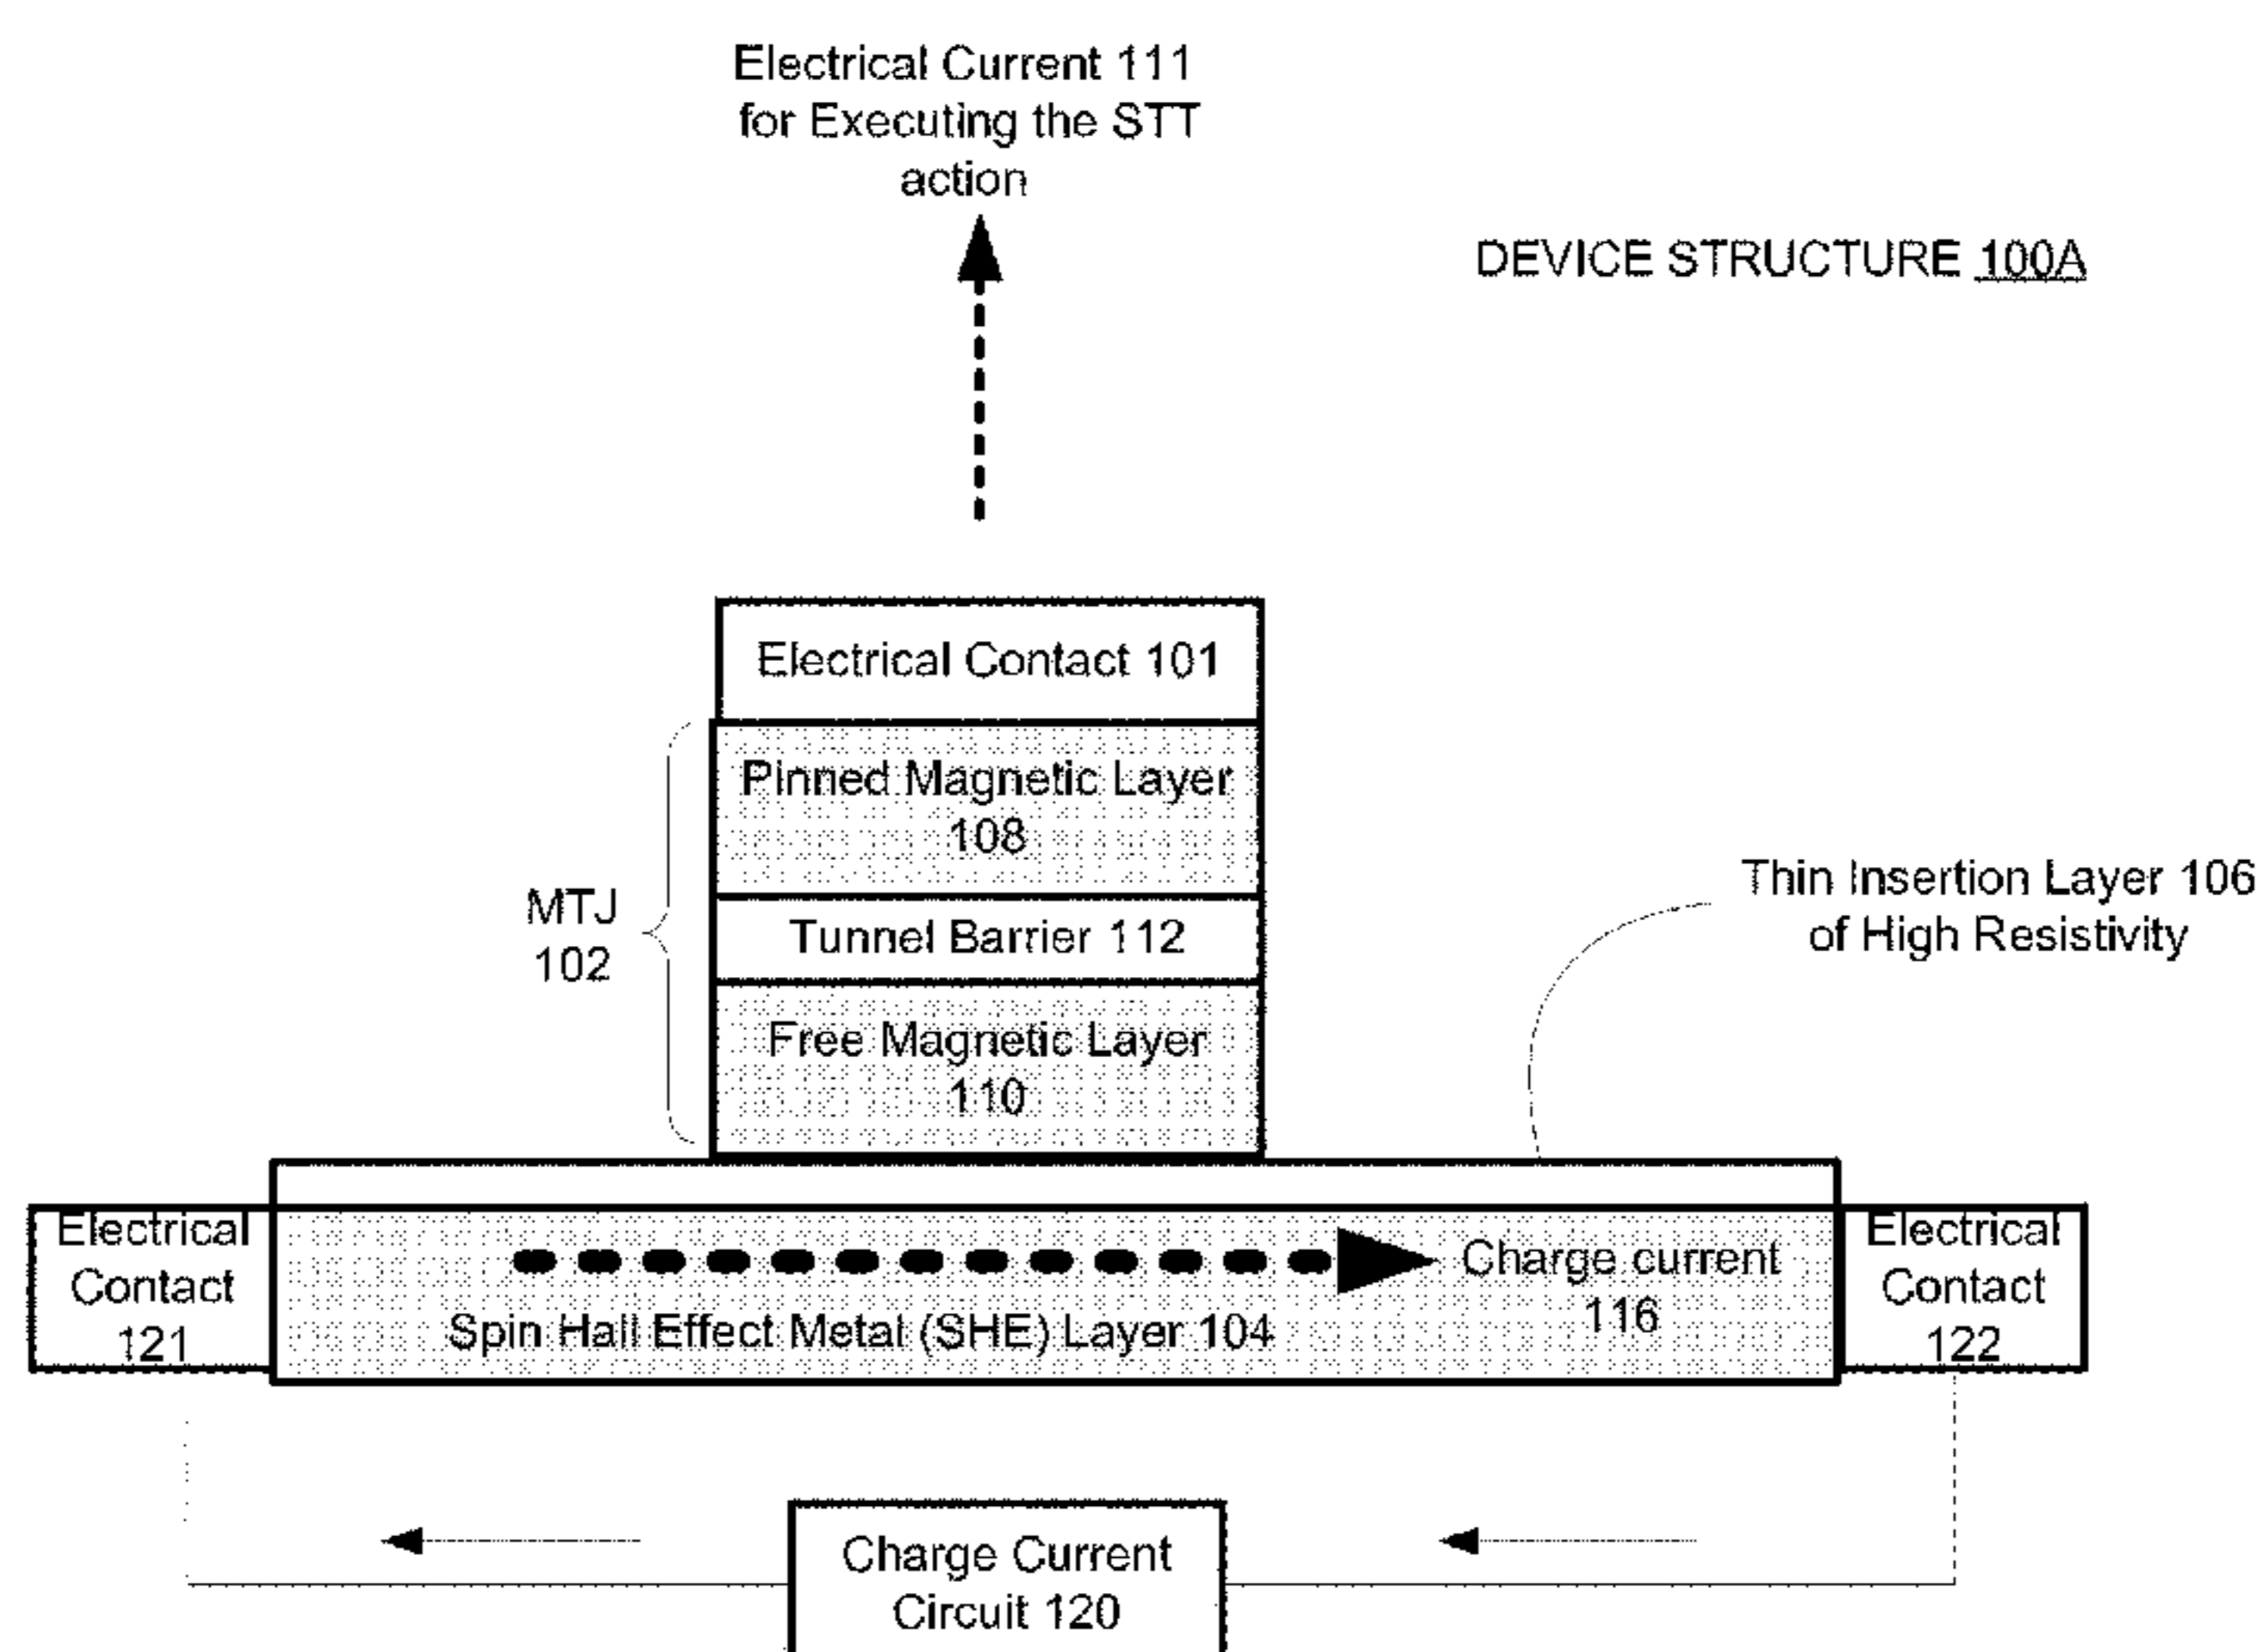 Electrical Current 111
for Executing the STT
action
DEVICE STRUCTURE 100A
Electrical Contact 101
Pinned Magnetic Layer
108
MTJ
102
Tunnel Barrier 112
Thin Insertion Layer 106
of High Resistivity
Free Magnetic Layer
110
Electrical
Contact
121
Charge current
116
Spin Hall Effect Metal (SHE) Layer 104
Electrical
Contact
122
Charge Current
Circuit 120